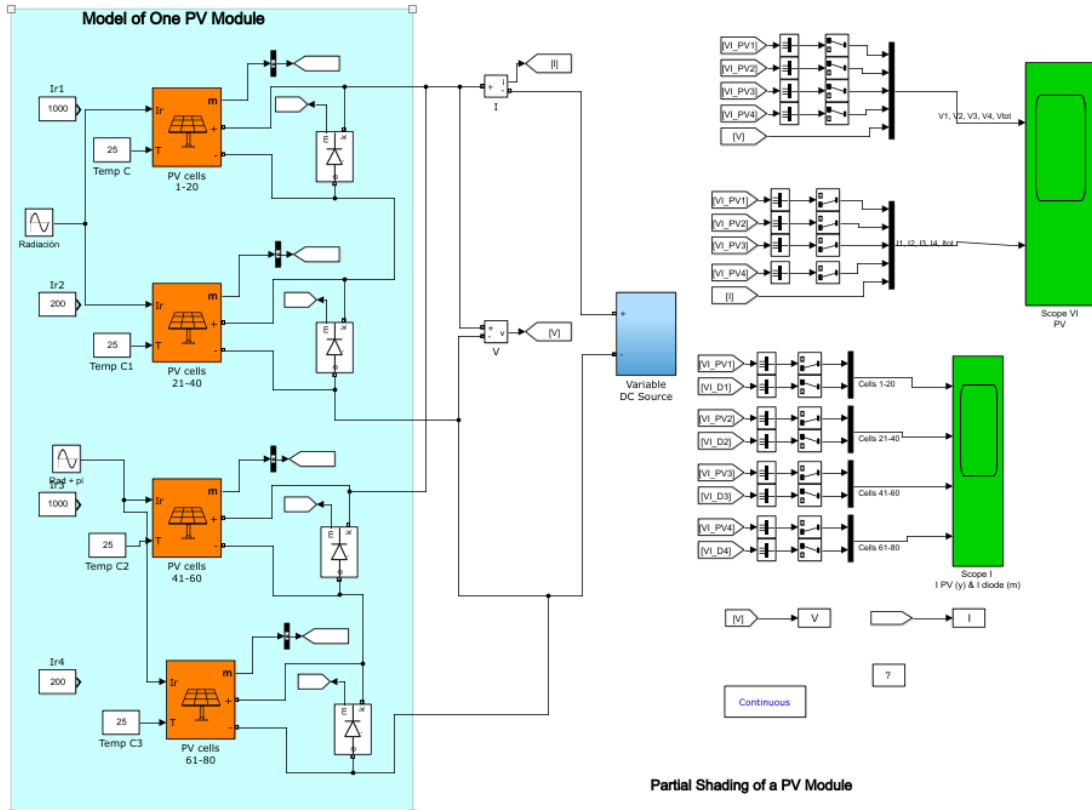 Model of One PV Module
Ir1
1000
Ir
T
m
+
-
25
Temp C
PV cells
1-20
m
k
a
Radiación
Ir2
200
Ir
T
m
+
-
25
Temp C1
PV cells
21-40
m
k
a
Rad + pi
Ir3
1000
Ir
T
m
+
-
25
Temp C2
PV cells
41-60
m
k
a
Ir4
200
Ir
T
m
+
-
25
Temp C3
PV cells
61-80
m
k
a
+
i
-
I
[I]
+
-
v
V
[V]
+
-
Variable
DC Source
[VI_PV1]
[VI_PV2]
[VI_PV3]
[VI_PV4]
[V]
V1, V2, V3, V4, Vtot
[VI_PV1]
[VI_PV2]
[VI_PV3]
[VI_PV4]
[I]
I1, I2, I3, I4, Itot
Scope VI
PV
[VI_PV1]
[VI_D1]
Cells 1-20
[VI_PV2]
[VI_D2]
Cells 21-40
[VI_PV3]
[VI_D3]
Cells 41-60
[VI_PV4]
[VI_D4]
Cells 61-80
Scope I
I PV (y) & I diode (m)
[V]
V
I
?
Continuous
Partial Shading of a PV Module